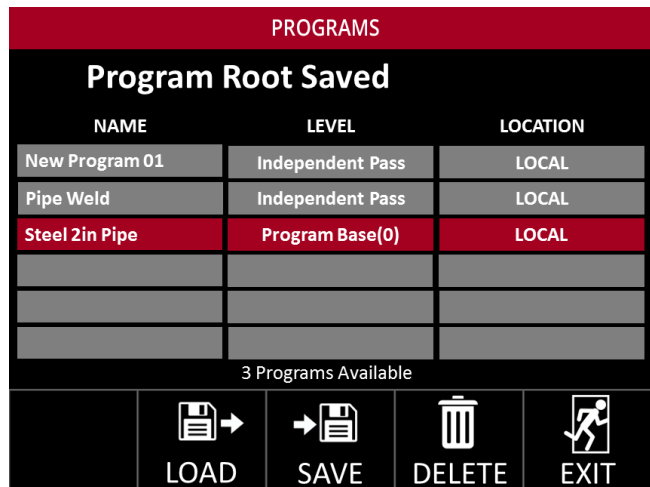 PROGRAMS
Program Root Saved
NAME LEVEL LOCATION
New Program 01 Independent Pass LOCAL
Pipe Weld Independent Pass LOCAL
Steel 2in Pipe Program Base(0) LOCAL
3 Programs Available
LOAD SAVE DELETE EXIT